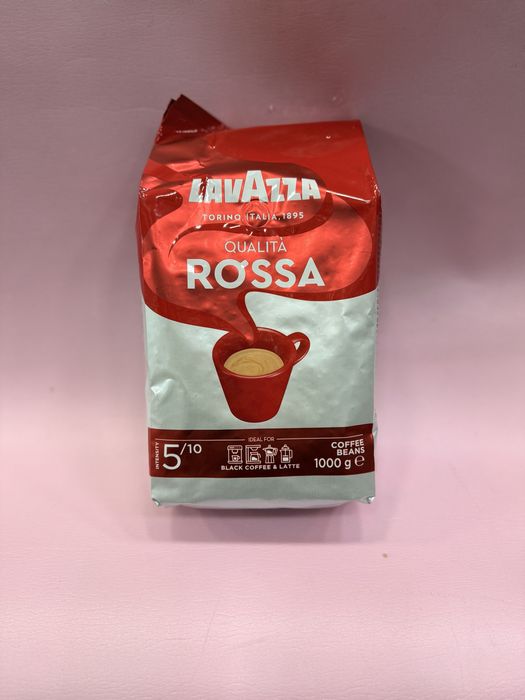 LAVAZZA
TORINO, ITALIA, 1895
QUALITÀ
ROSSA
INTENSITY
5/10
IDEAL FOR
BLACK COFFEE & LATTE
COFFEE
BEANS
1000 g ℮